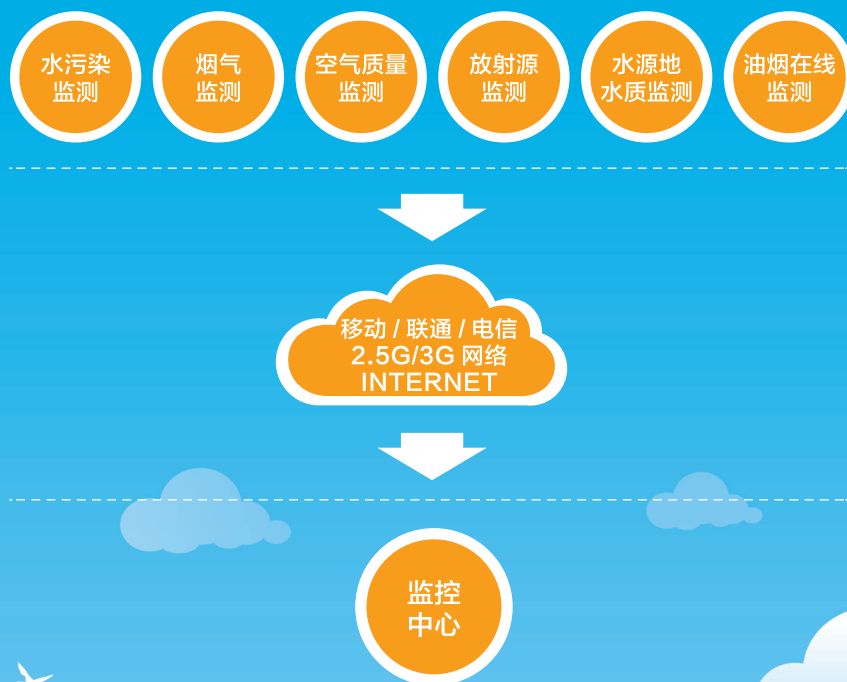 水污染
监测
烟气
监测
空气质量
监测
放射源
监测
水源地
水质监测
油烟在线
监测
移动 / 联通 / 电信
2.5G/3G 网络
INTERNET
监控
中心